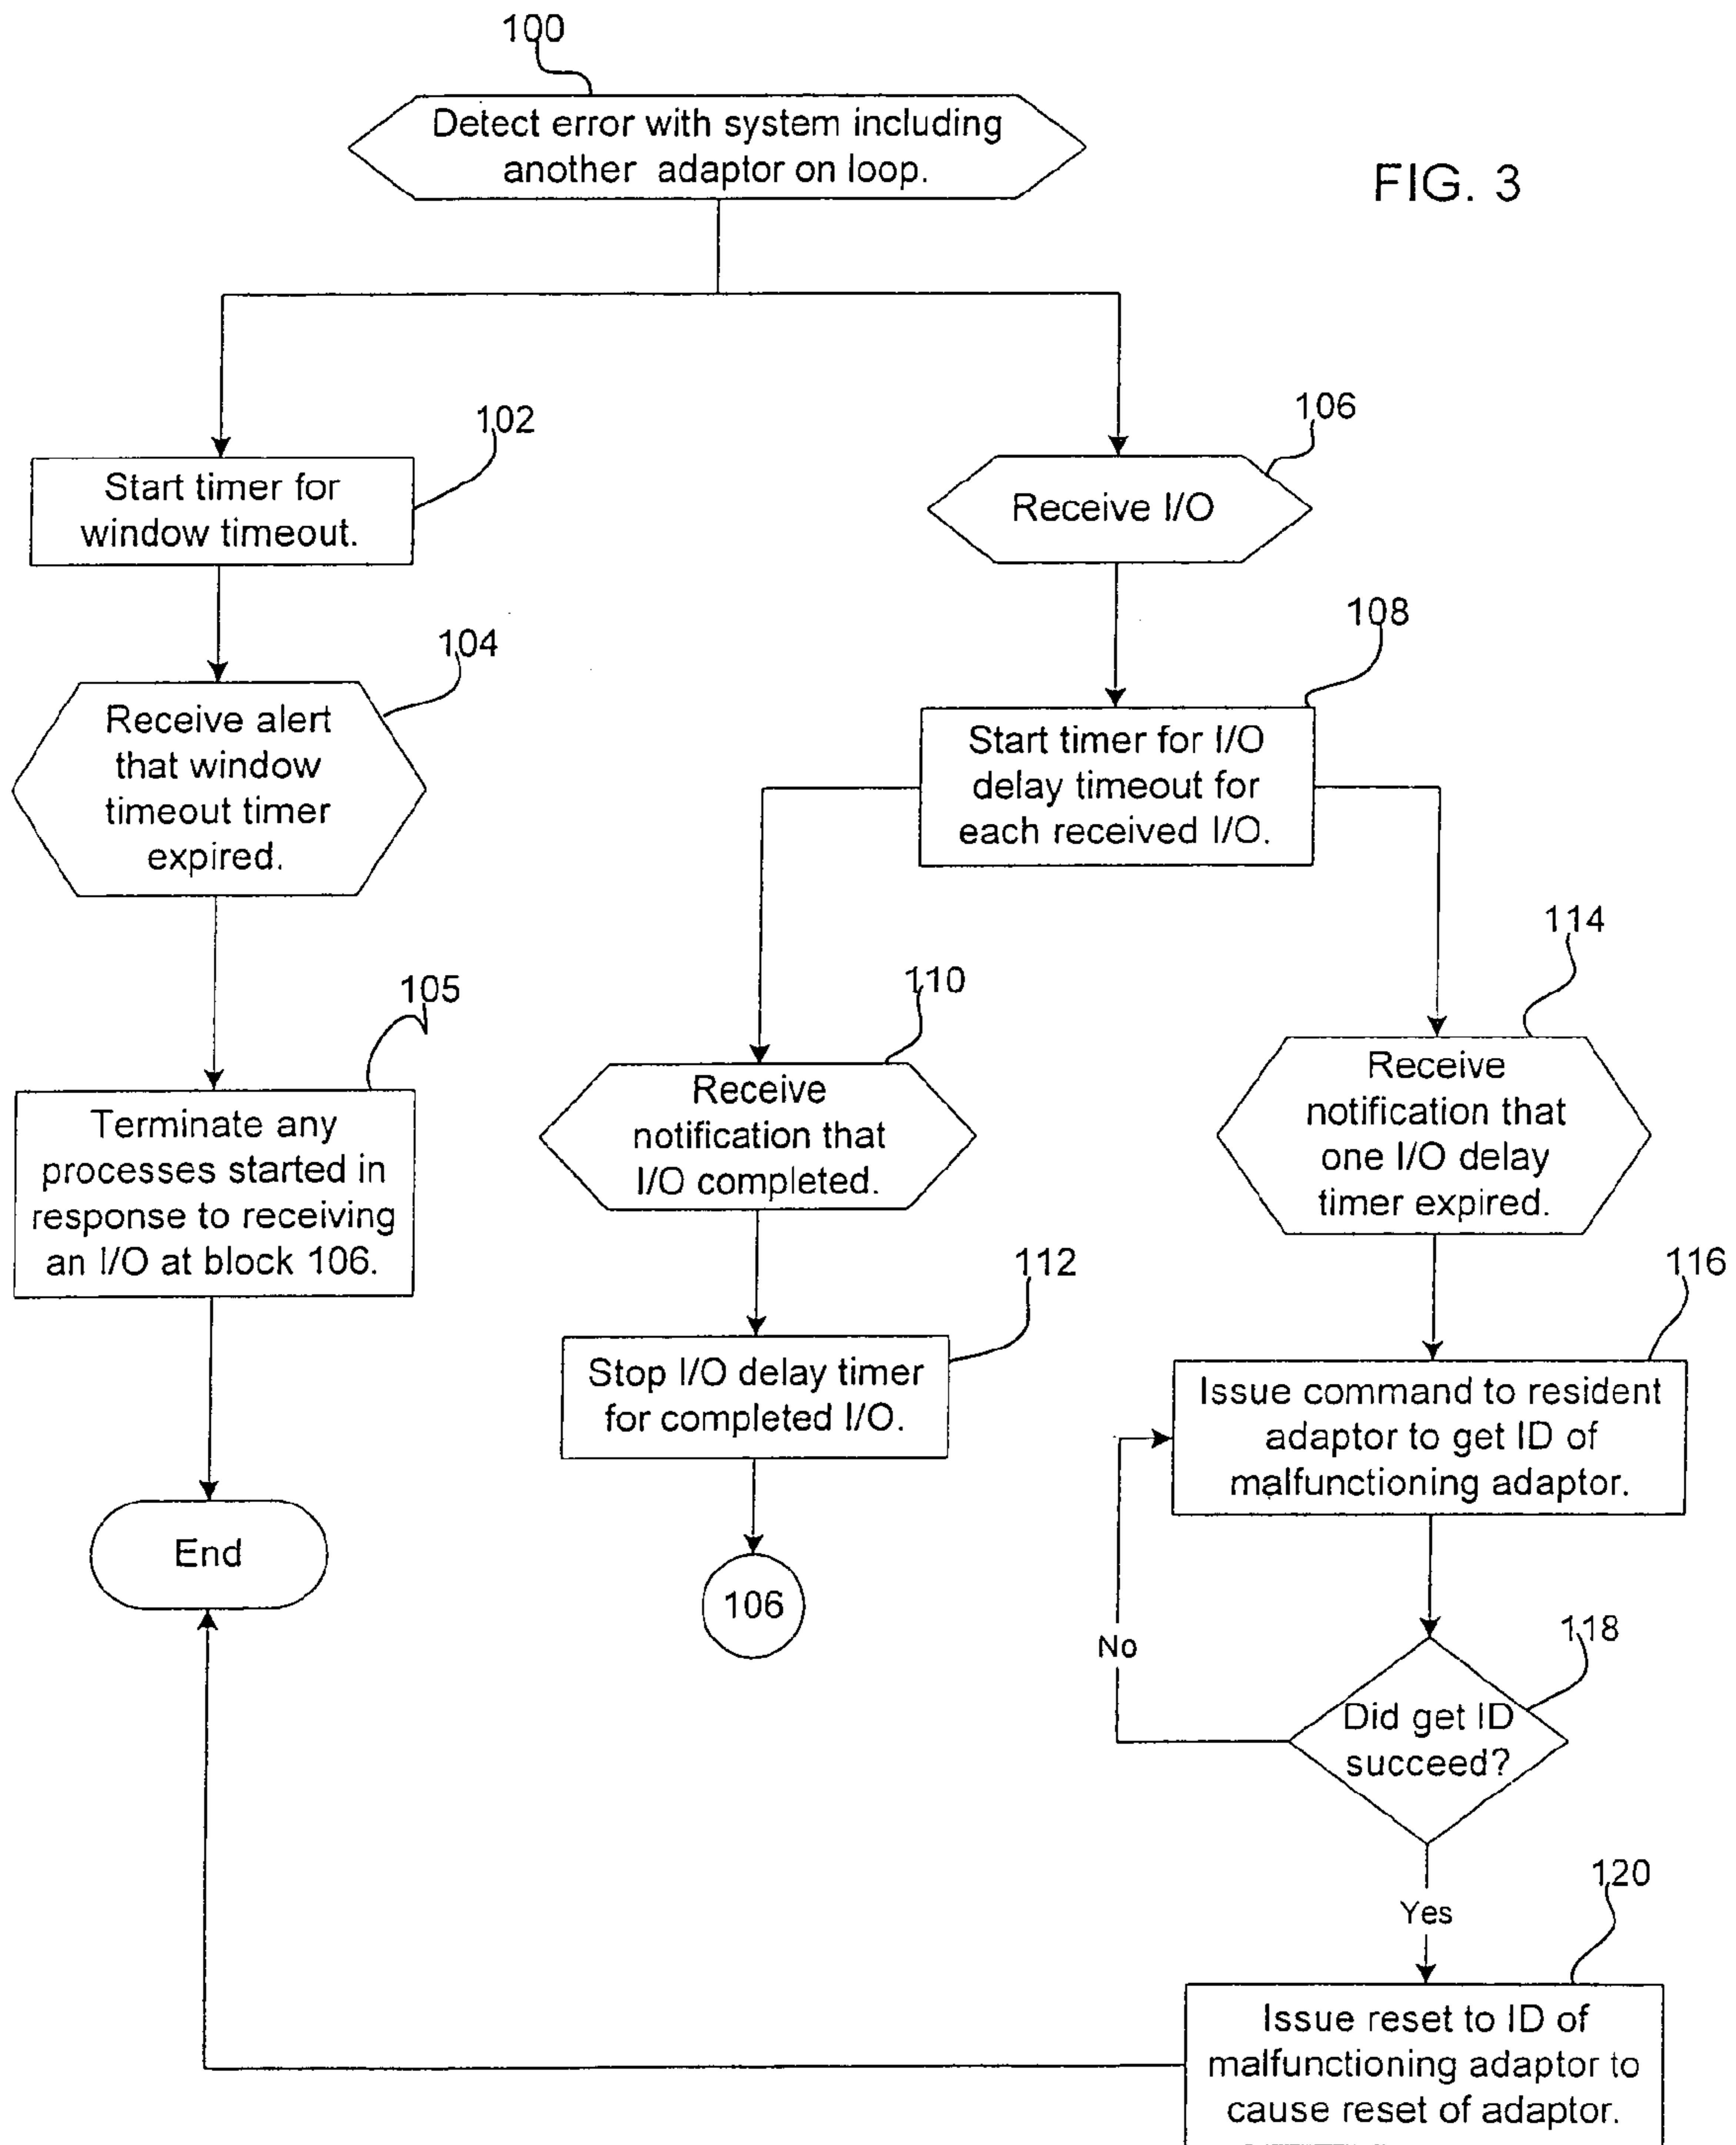 100
Detect error with system including
another adaptor on loop.
FIG. 3
102
Start timer for
window timeout.
106
Receive I/O
104
Receive alert
that window
timeout timer
expired.
108
Start timer for I/O
delay timeout for
each received I/O.
105
Terminate any
processes started in
response to receiving
an I/O at block 106.
110
Receive
notification that
I/O completed.
114
Receive
notification that
one I/O delay
timer expired.
112
Stop I/O delay timer
for completed I/O.
116
Issue command to resident
adaptor to get ID of
malfunctioning adaptor.
End
106
No
118
Did get ID
succeed?
Yes
120
Issue reset to ID of
malfunctioning adaptor to
cause reset of adaptor.